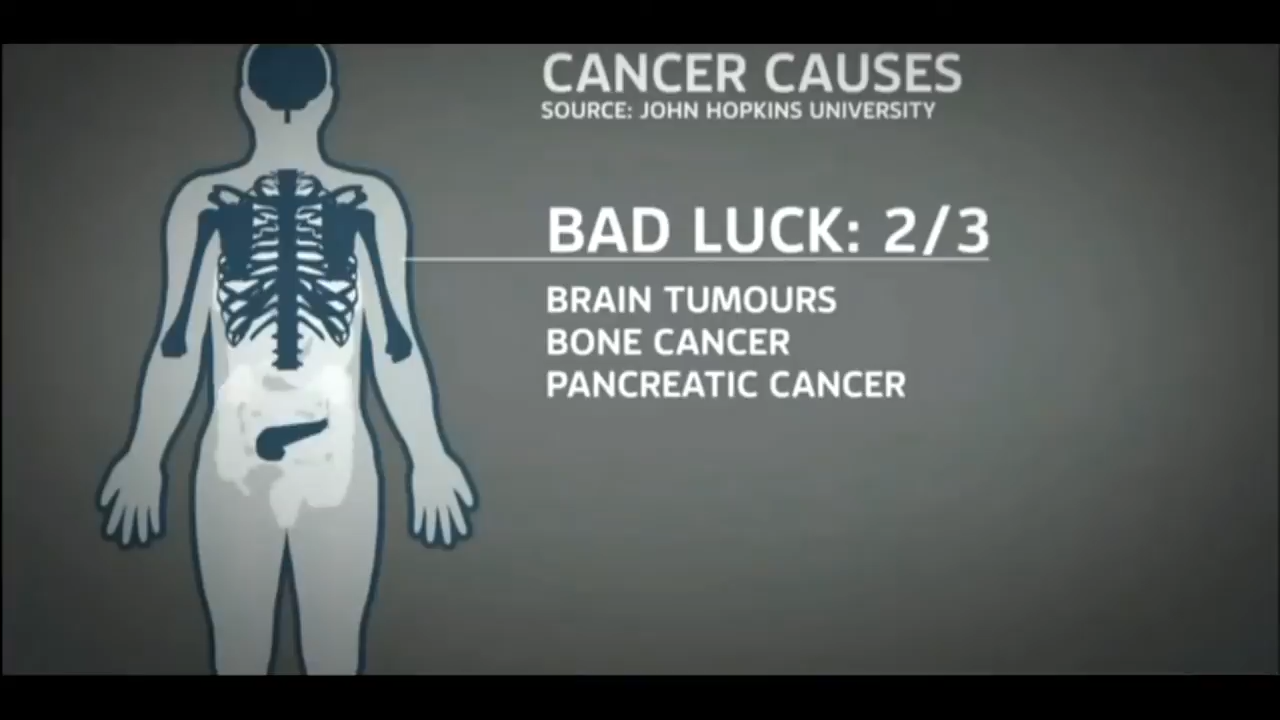 CANCER CAUSES
SOURCE: JOHN HOPKINS UNIVERSITY
BAD LUCK: 2/3
BRAIN TUMOURS
BONE CANCER
PANCREATIC CANCER